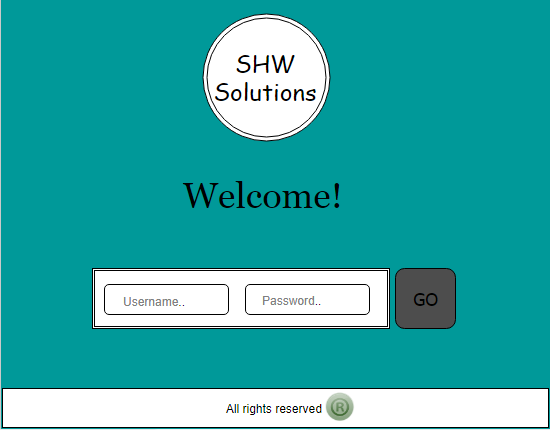 SHW
Solutions
Welcome!
Username..
Password..
GO
All rights reserved ®